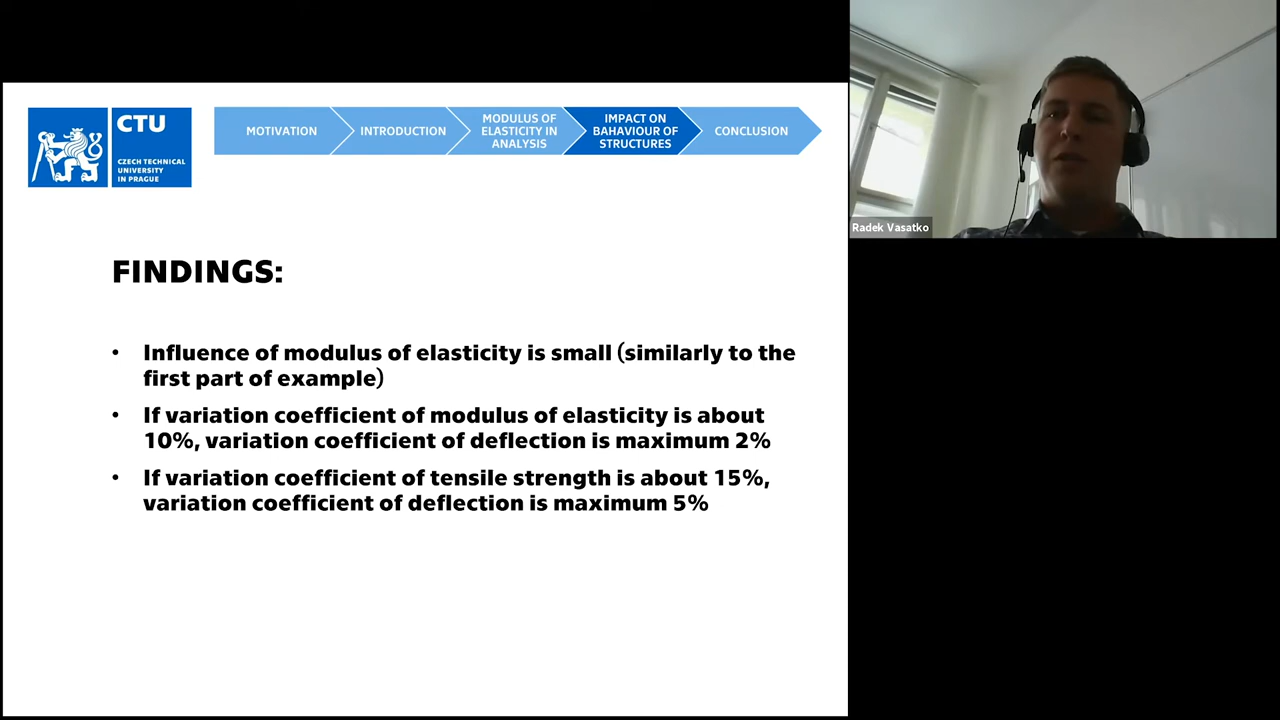 CTU
CZECH TECHNICAL
UNIVERSITY
IN PRAGUE
MOTIVATION
INTRODUCTION
MODULUS OF
ELASTICITY IN
ANALYSIS
IMPACT ON
BAHAVIOUR OF
STRUCTURES
CONCLUSION
Radek Vasatko
FINDINGS:
• Influence of modulus of elasticity is small (similarly to the
first part of example)
• If variation coefficient of modulus of elasticity is about
10%, variation coefficient of deflection is maximum 2%
• If variation coefficient of tensile strength is about 15%,
variation coefficient of deflection is maximum 5%